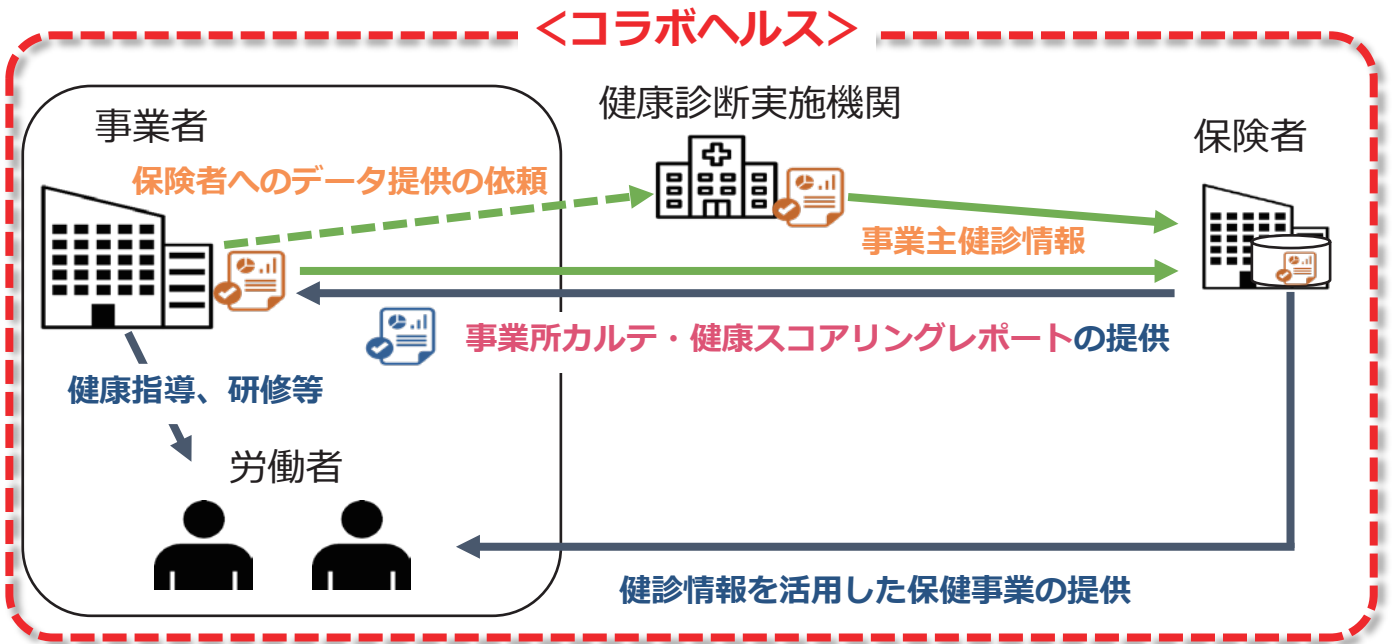 ＜コラボヘルス＞
事業者
健康診断実施機関
保険者
保険者へのデータ提供の依頼
事業主健診情報
事業所カルテ・健康スコアリングレポートの提供
健康指導、研修等
労働者
健診情報を活用した保健事業の提供